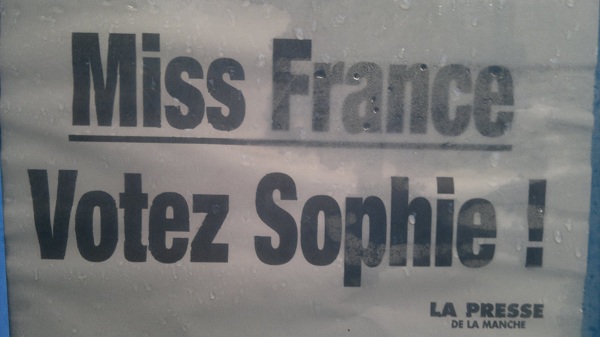 Miss France
Votez Sophie !
LA PRESSE
DE LA MANCHE